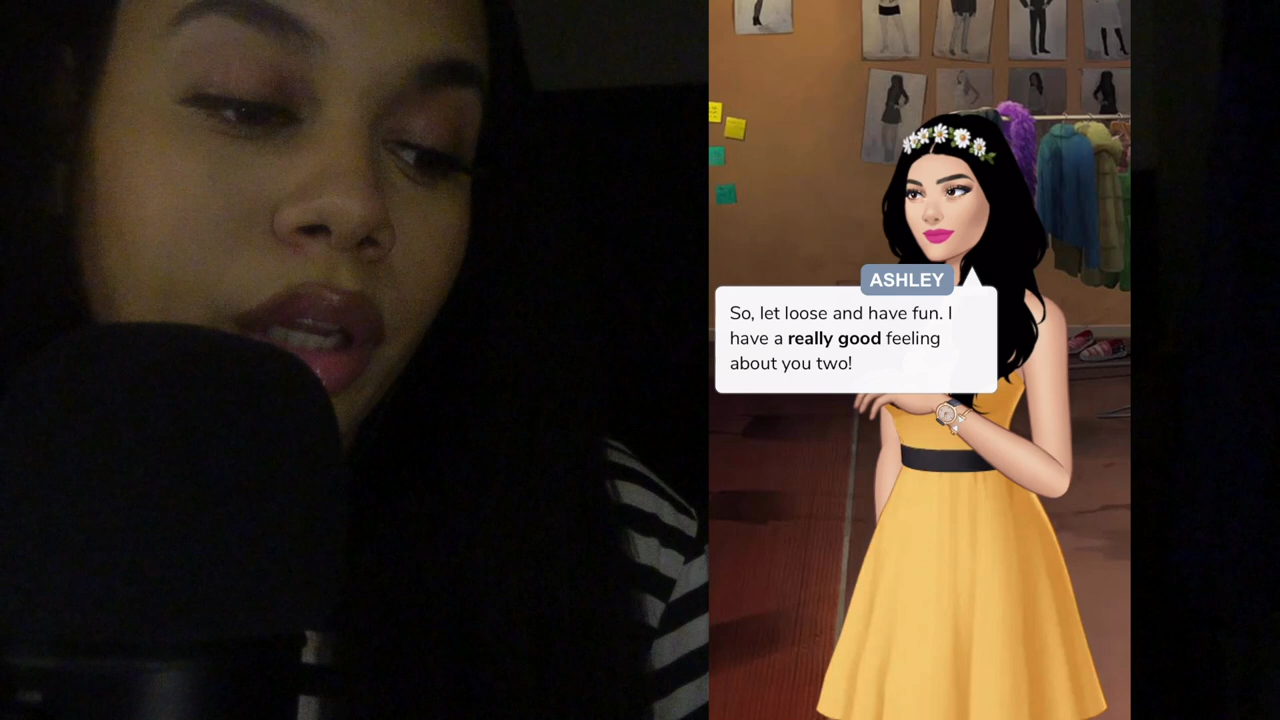 ASHLEY
So, let loose and have fun. I
have a really good feeling
about you two!